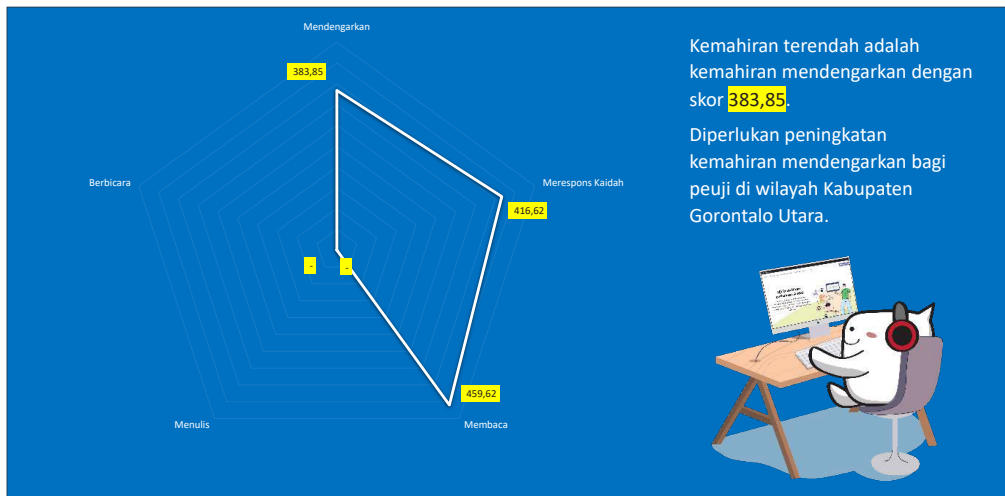 Mendengarkan
383,85
Berbicara
Merespons Kaidah
416,62
-
-
459,62
Menulis
Membaca
Kemahiran terendah adalah
kemahiran mendengarkan dengan
skor 383,85.
Diperlukan peningkatan
kemahiran mendengarkan bagi
peuji di wilayah Kabupaten
Gorontalo Utara.